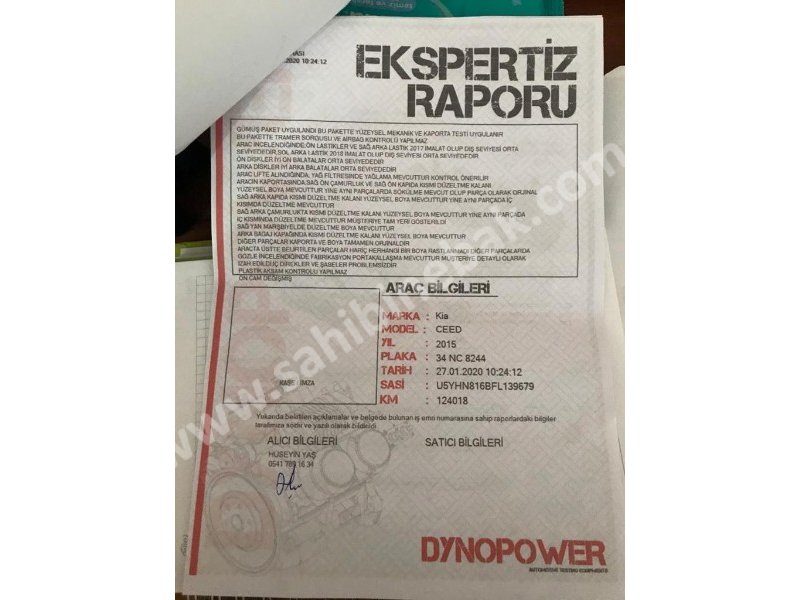 .2020 10:24:12
EKSPERTİZ
RAPORU
GÜMÜŞ PAKET UYGULANDI BU PAKETTE YÜZEYSEL MEKANİK VE KAPORTA TESTİ UYGULANIR
BU PAKETTE TRAMER SORGUSU VE AIRBAG KONTROLÜ YAPILMAZ
ARAC İNCELENDİĞİNDE;ÖN LASTİKLER VE SAĞ ARKA LASTİK 2017 İMALAT OLUP DİŞ SEVİYESİ ORTA
SEVİYEDEDİR.SOL ARKA LASTİK 2018 İMALAT OLUP DİŞ SEVİYESİ ORTA SEVİYEDEDİR
ÖN DİSKLER İYİ ÖN BALATALAR ORTA SEVİYEDEDİR
ARKA DİSKLER İYİ ARKA BALATALAR ORTA SEVİYEDEDİR
ARAÇ LİFTE ALINDIĞINDA, YAĞ FİLTRESİNDE YAĞLAMA MEVCUTTUR KONTROL ÖNERİLİR
ARACIN KAPORTASINDA;SAĞ ÖN ÇAMURLUK VE SAĞ ÖN KAPIDA KISMİ DÜZELTME KALANI
YÜZEYSEL BOYA MEVCUTTUR YİNE AYNI PARÇALARDA SÖKÜLME MEVCUT OLUP PARÇA OLARAK ORJİNAL
SAĞ ARKA KAPIDA KISMİ DÜZELTME KALANI YÜZEYSEL BOYA MEVCUTTUR YİNE AYNI PARÇADA İÇ
KISIMDA DÜZELTME MEVCUTTUR
SAĞ ARKA ÇAMURLUKTA KISMİ DÜZELTME KALANI YÜZEYSEL BOYA MEVCUTTUR YİNE AYNI PARÇADA
İÇ KISIMINDA DÜZELTME MEVCUTTUR MÜŞTERİYE TAM YERİ GÖSTERİLDİ
SAĞ YAN MARŞBİYELDE DÜZELTME BOYA MEVCUTTUR
ARKA BAGAJ KAPAĞINDA KISMİ DÜZELTME KALANI YÜZEYSEL BOYA MEVCUTTUR
DİĞER PARÇALAR KAPORTA VE BOYA TAMAMEN ORJİNALDİR
ARAÇTA ÜSTTE BELİRTİLEN PARÇALAR HARİÇ HERHANGİ BİR BOYA RASTLANMADI DİĞER PARÇALARDA
GÖZLE İNCELENDİĞİNDE FABRİKASYON PORTAKALLAŞMA MEVCUTTUR MÜŞTERİYE DETAYLI OLARAK
İZAH EDİLDİ,İÇ DİREKLER VE ŞASELER PROBLEMSİZDİR
PLASTİK AKSAM KONTROLÜ YAPILMAZ
ÖN CAM DEĞİŞMİŞ
ARAÇ BİLGİLERİ
MARKA : Kia
MODEL : CEED
YIL : 2015
PLAKA : 34 NC 8244
TARİH : 27.01.2020 10:24:12
SASİ : U5YHN816BFL139679
KM : 124018
KAŞE / İMZA
Yukarıda belirtilen açıklamalar ve belgede bulunan iş emri numarasına sahip raporlardaki bilgiler
tarafımıza sözlü ve yazılı olarak bildirildi
ALICI BİLGİLERİ SATICI BİLGİLERİ
HÜSEYİN YAŞ
0541 789 16 34
DYNOPOWER
AUTOMOTIVE TESTING EQUIPMENTS